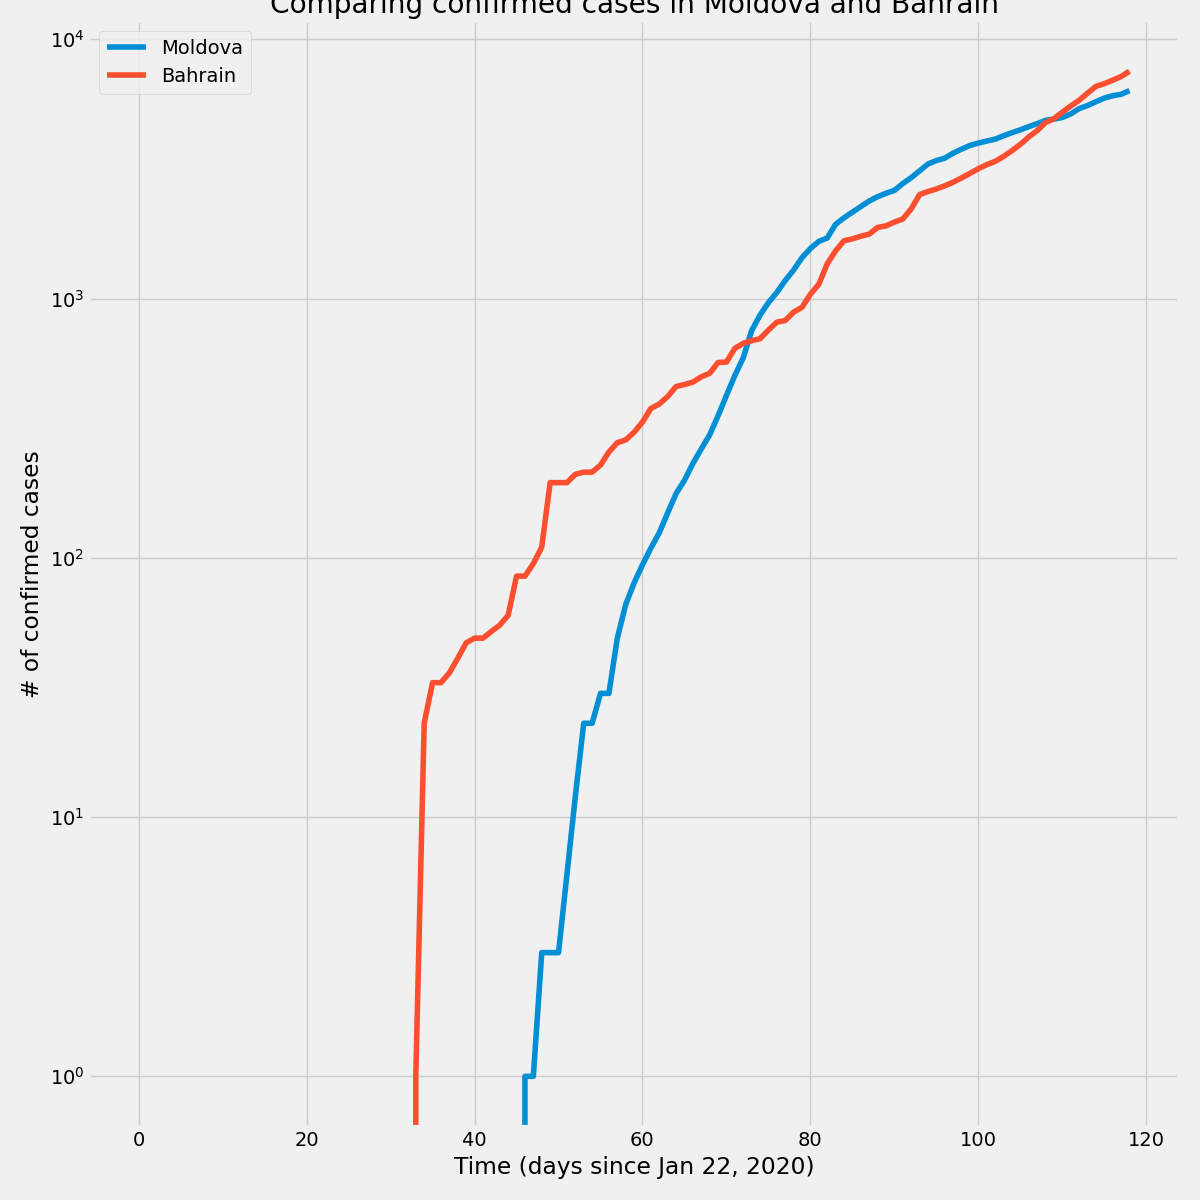 Comparing confirmed cases in Moldova and Bahrain
Moldova
Bahrain
# of confirmed cases
10⁴
10³
10²
10¹
10⁰
0 20 40 60 80 100 120
Time (days since Jan 22, 2020)